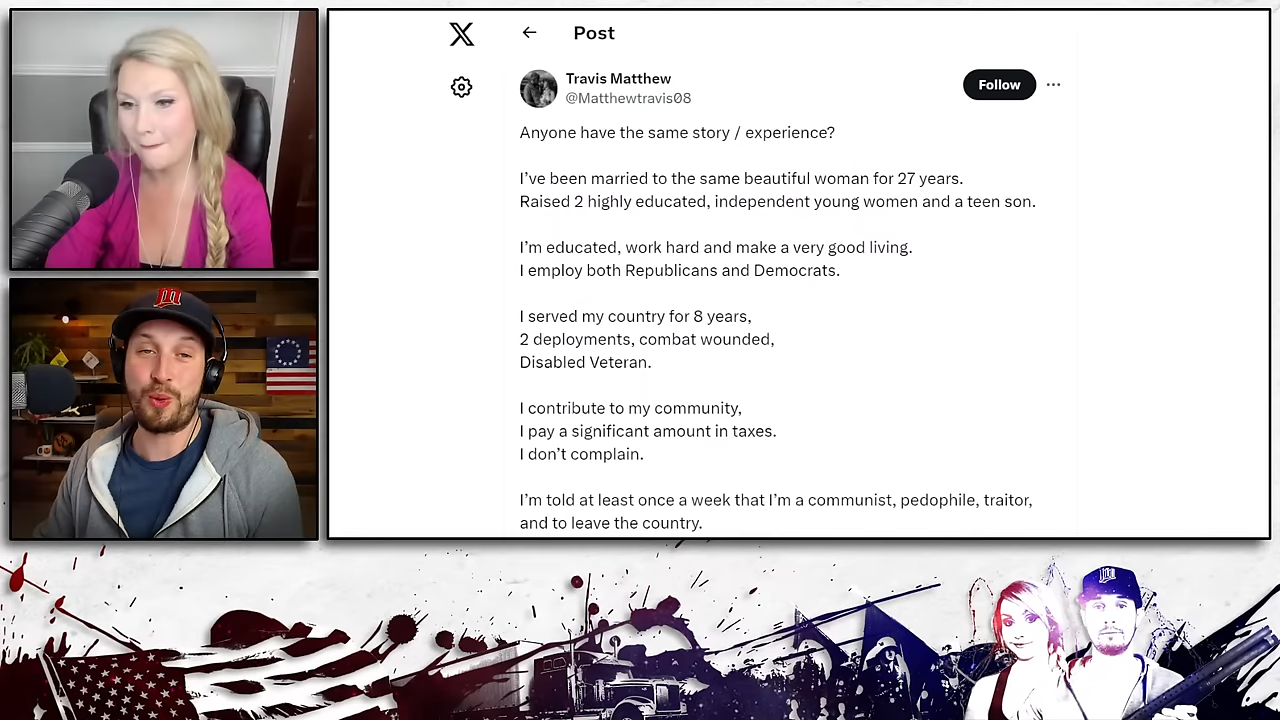 Post
Travis Matthew
@Matthewtravis08
Follow
Anyone have the same story / experience?
I’ve been married to the same beautiful woman for 27 years.
Raised 2 highly educated, independent young women and a teen son.
I’m educated, work hard and make a very good living.
I employ both Republicans and Democrats.
I served my country for 8 years,
2 deployments, combat wounded,
Disabled Veteran.
I contribute to my community,
I pay a significant amount in taxes.
I don’t complain.
I’m told at least once a week that I’m a communist, pedophile, traitor,
and to leave the country.